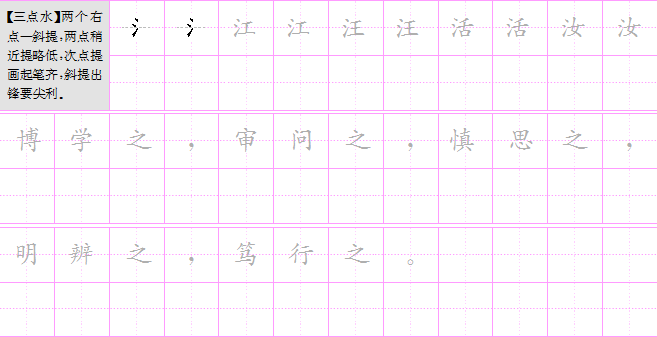 【三点水】两个右
点一斜提，两点稍
近提略低，次点提
画起笔齐，斜提出
锋要尖利。
氵氵江江汪汪活活汝汝
博学之，审问之，慎思之，
明辨之，笃行之。